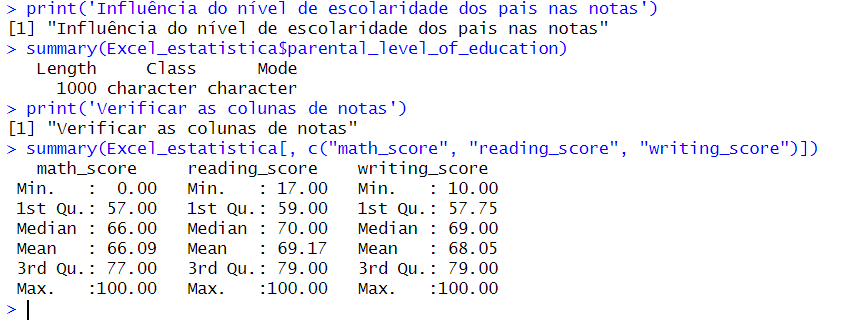 > print('Influência do nível de escolaridade dos pais nas notas')
[1] "Influência do nível de escolaridade dos pais nas notas"
> summary(Excel_estatistica$parental_level_of_education)
   Length     Class      Mode 
     1000 character character 
> print('Verificar as colunas de notas')
[1] "Verificar as colunas de notas"
> summary(Excel_estatistica[, c("math_score", "reading_score", "writing_score")])
   math_score     reading_score    writing_score   
 Min.   :  0.00   Min.   : 17.00   Min.   : 10.00  
 1st Qu.: 57.00   1st Qu.: 59.00   1st Qu.: 57.75  
 Median : 66.00   Median : 70.00   Median : 69.00  
 Mean   : 66.09   Mean   : 69.17   Mean   : 68.05  
 3rd Qu.: 77.00   3rd Qu.: 79.00   3rd Qu.: 79.00  
 Max.   :100.00   Max.   :100.00   Max.   :100.00  
>